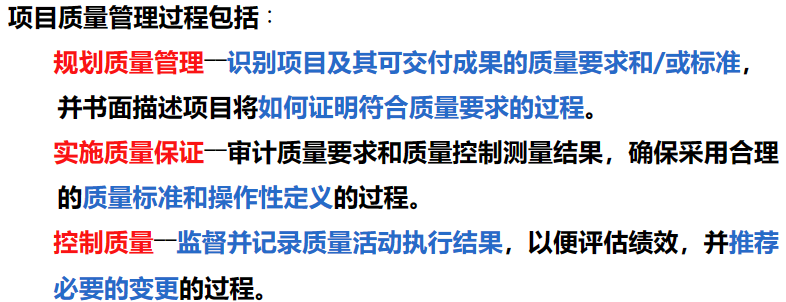 项目质量管理过程包括：
规划质量管理——识别项目及其可交付成果的质量要求和/或标准，
并书面描述项目将如何证明符合质量要求的过程。
实施质量保证——审计质量要求和质量控制测量结果，确保采用合理
的质量标准和操作性定义的过程。
控制质量——监督并记录质量活动执行结果，以便评估绩效，并推荐
必要的变更的过程。